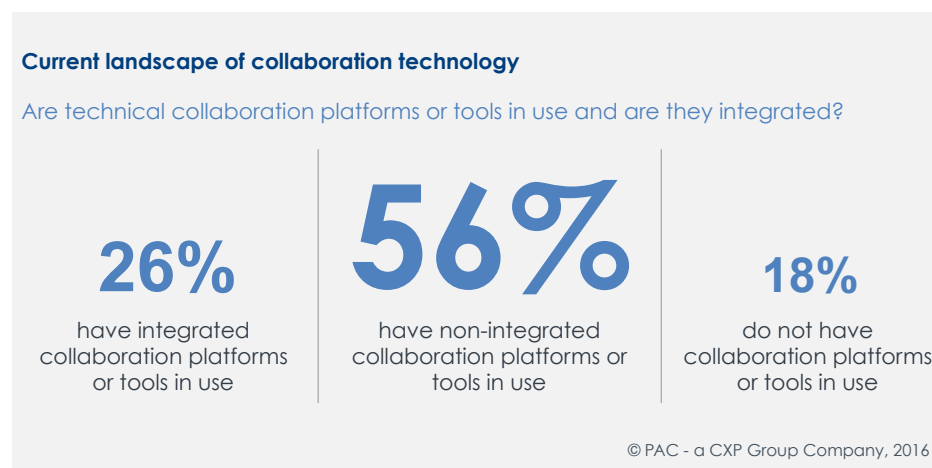 Current landscape of collaboration technology
Are technical collaboration platforms or tools in use and are they integrated?
26%
have integrated
collaboration platforms
or tools in use
56%
have non-integrated
collaboration platforms or
tools in use
18%
do not have
collaboration platforms
or tools in use
© PAC - a CXP Group Company, 2016